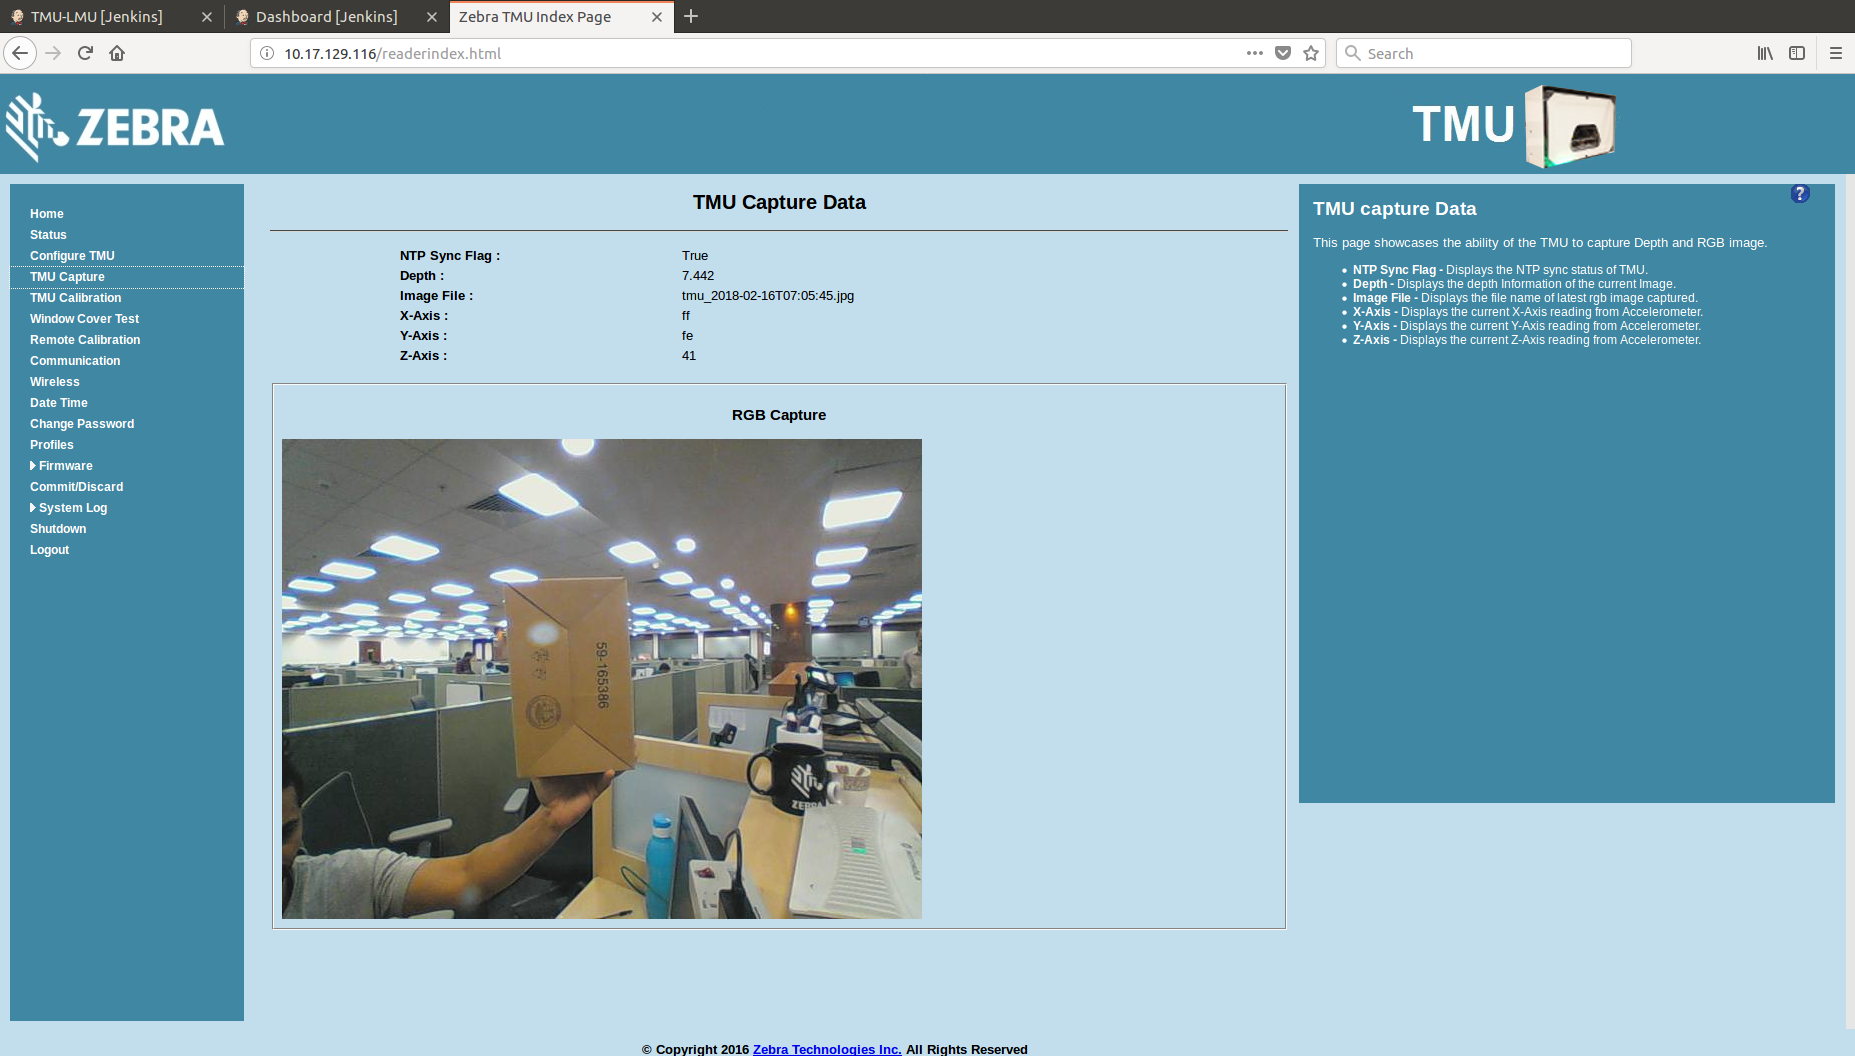 TMU-LMU [Jenkins]
Dashboard [Jenkins]
Zebra TMU Index Page
10.17.129.116/readerindex.html
Search
ZEBRA
TMU
Home
Status
Configure TMU
TMU Capture
TMU Calibration
Window Cover Test
Remote Calibration
Communication
Wireless
Date Time
Change Password
Profiles
Firmware
Commit/Discard
System Log
Shutdown
Logout
TMU Capture Data
NTP Sync Flag : True
Depth : 7.442
Image File : tmu_2018-02-16T07:05:45.jpg
X-Axis : ff
Y-Axis : fe
Z-Axis : 41
RGB Capture
59-165386
ZEBRA
?
TMU capture Data
This page showcases the ability of the TMU to capture Depth and RGB image.
• NTP Sync Flag - Displays the NTP sync status of TMU.
• Depth - Displays the depth Information of the current Image.
• Image File - Displays the file name of latest rgb image captured.
• X-Axis - Displays the current X-Axis reading from Accelerometer.
• Y-Axis - Displays the current Y-Axis reading from Accelerometer.
• Z-Axis - Displays the current Z-Axis reading from Accelerometer.
© Copyright 2016 Zebra Technologies Inc. All Rights Reserved